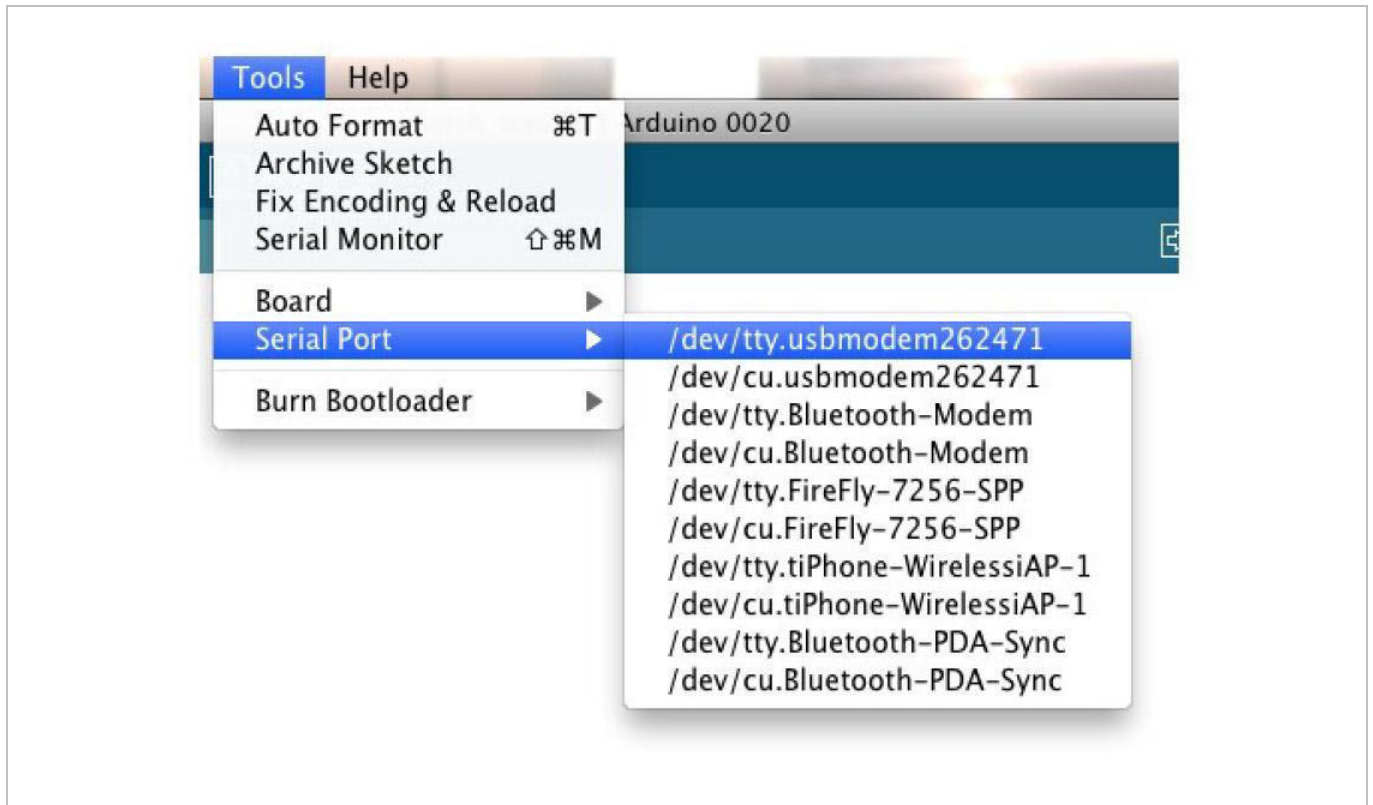 Tools Help
Auto Format ⌘T
Arduino 0020
Archive Sketch
Fix Encoding & Reload
Serial Monitor ⇧⌘M
Board
Serial Port
Burn Bootloader
/dev/tty.usbmodem262471
/dev/cu.usbmodem262471
/dev/tty.Bluetooth-Modem
/dev/cu.Bluetooth-Modem
/dev/tty.FireFly-7256-SPP
/dev/cu.FireFly-7256-SPP
/dev/tty.tiPhone-WirelessiAP-1
/dev/cu.tiPhone-WirelessiAP-1
/dev/tty.Bluetooth-PDA-Sync
/dev/cu.Bluetooth-PDA-Sync